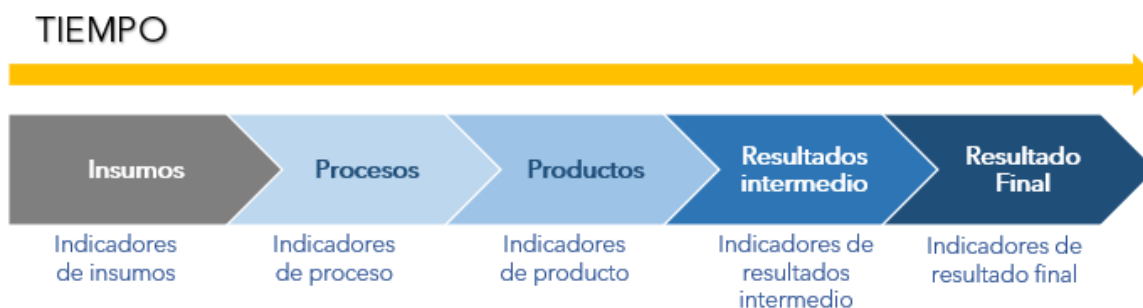 TIEMPO
Insumos
Procesos
Productos
Resultados
intermedio
Resultado
Final
Indicadores
de insumos
Indicadores
de proceso
Indicadores
de producto
Indicadores de
resultados
intermedio
Indicadores de
resultado final